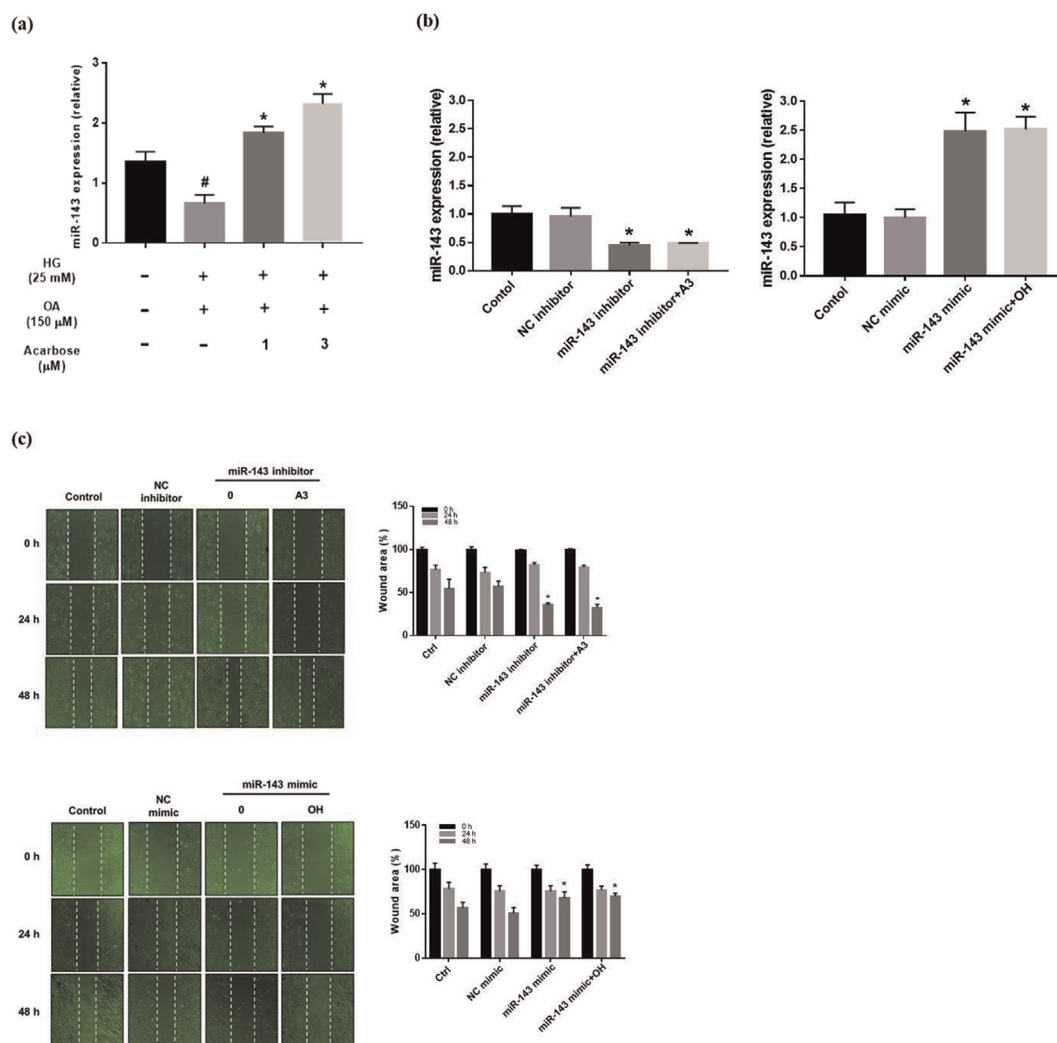 (a)
miR-143 expression (relative)
3
2
1
0
#
*
*
HG
(25 mM)
-
+
+
+
OA
(150 µM)
-
+
+
+
Acarbose
(µM)
-
-
1
3
(b)
miR-143 expression (relative)
3.0
2.5
2.0
1.5
1.0
0.5
0.0
*
*
Contol
NC inhibitor
miR-143 inhibitor
miR-143 inhibitor+A3
miR-143 expression (relative)
3.0
2.5
2.0
1.5
1.0
0.5
0.0
*
*
Contol
NC mimic
miR-143 mimic
miR-143 mimic+OH
(c)
miR-143 inhibitor
Control
NC
inhibitor
0
A3
0 h
24 h
48 h
Wound area (%)
150
100
50
0
0 h
24 h
48 h
*
*
Ctrl
NC inhibitor
miR-143 inhibitor
miR-143 inhibitor+A3
miR-143 mimic
Control
NC
mimic
0
OH
0 h
24 h
48 h
Wound area (%)
150
100
50
0
0 h
24 h
48 h
*
*
Ctrl
NC mimic
miR-143 mimic
miR-143 mimic+OH